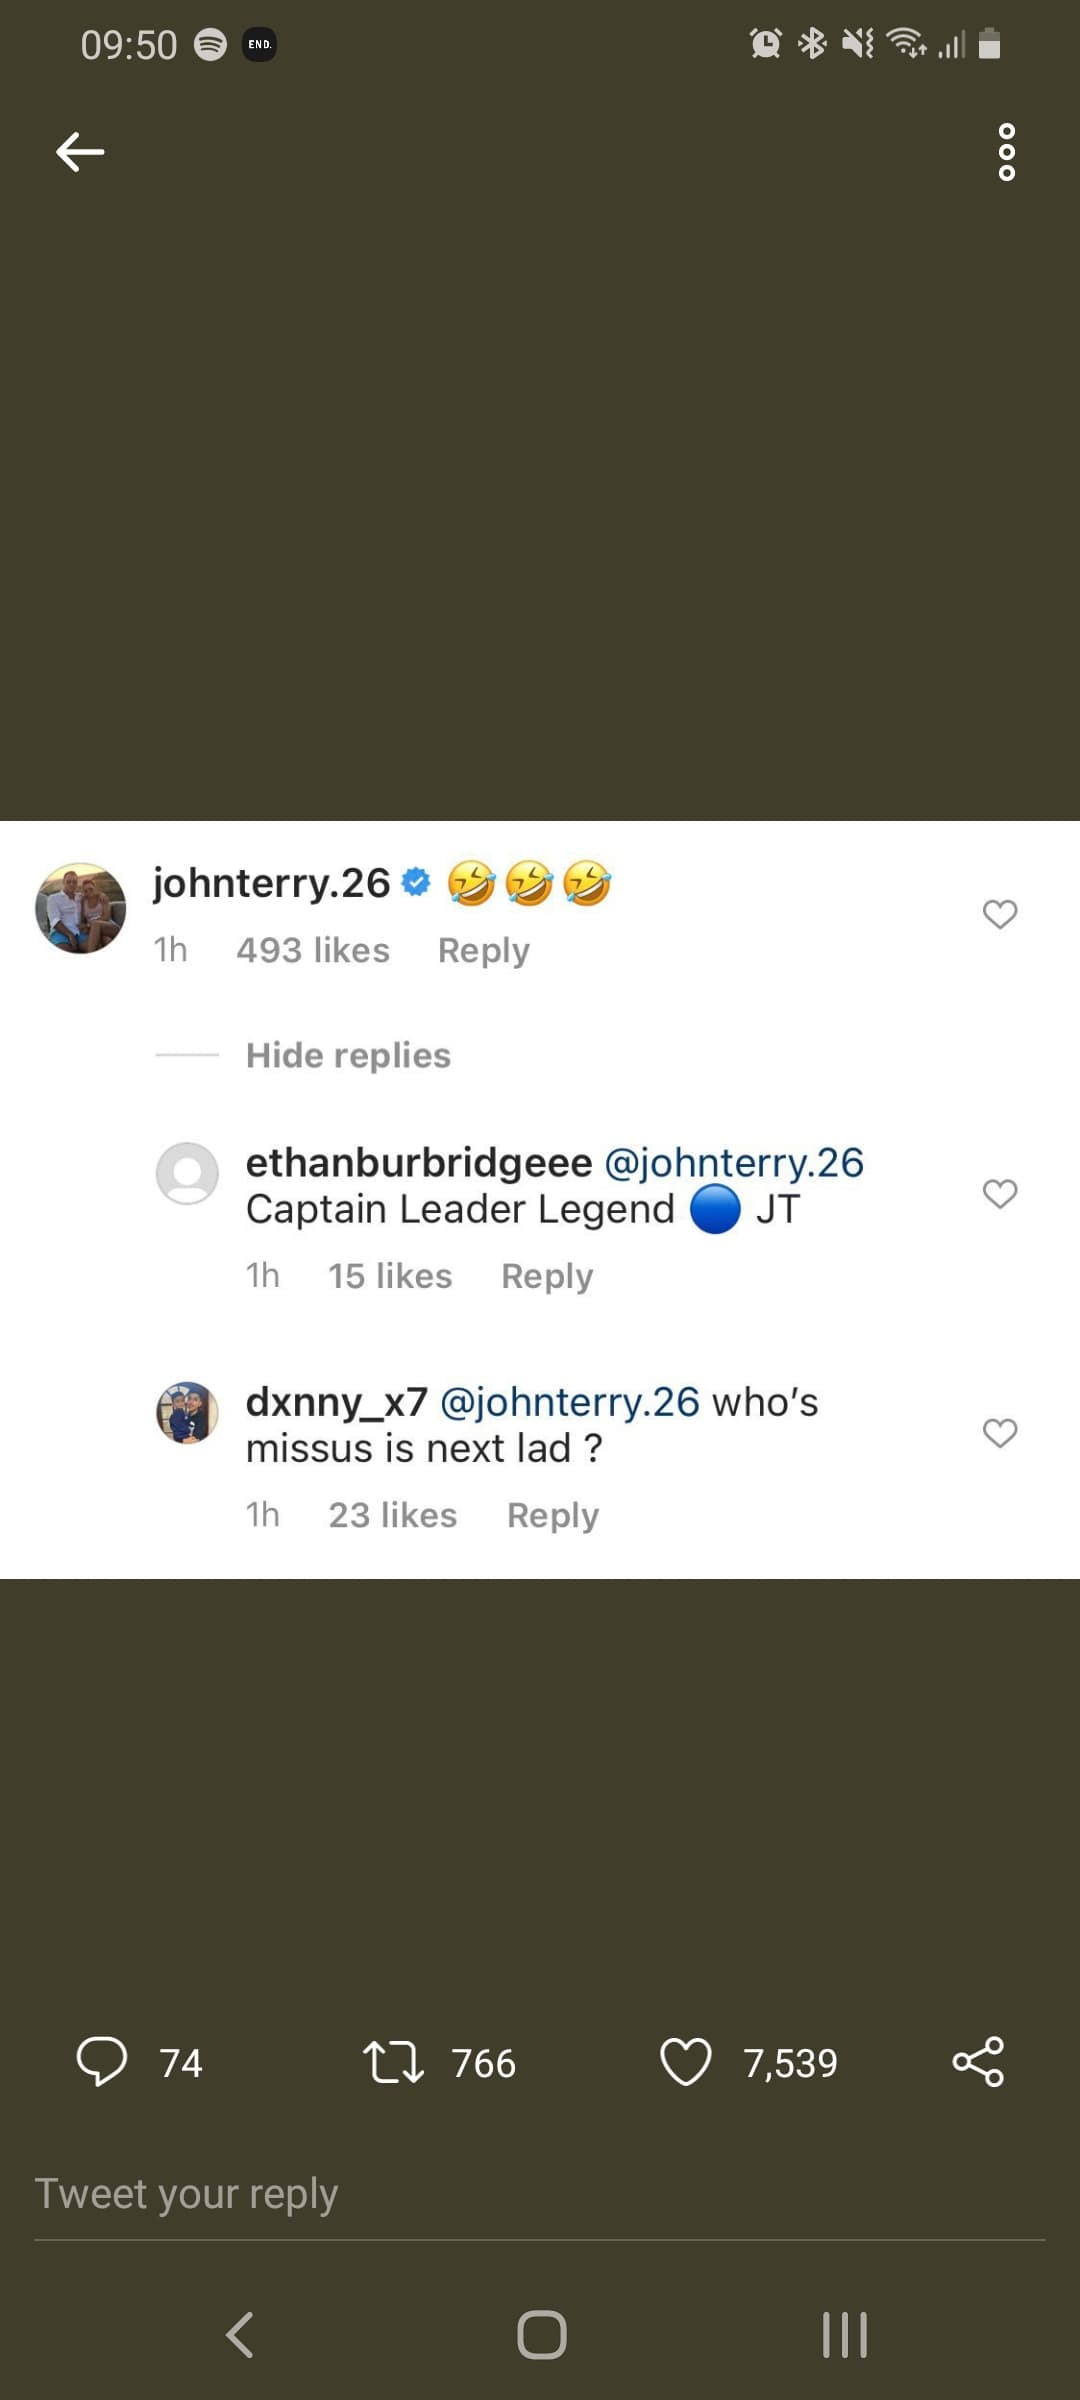 09:50 END.
johnterry.26 🤣🤣🤣
1h 493 likes Reply
Hide replies
ethanburbridgeee @johnterry.26
Captain Leader Legend 🔵 JT
1h 15 likes Reply
dxnny_x7 @johnterry.26 who's
missus is next lad ?
1h 23 likes Reply
74 766 7,539
Tweet your reply